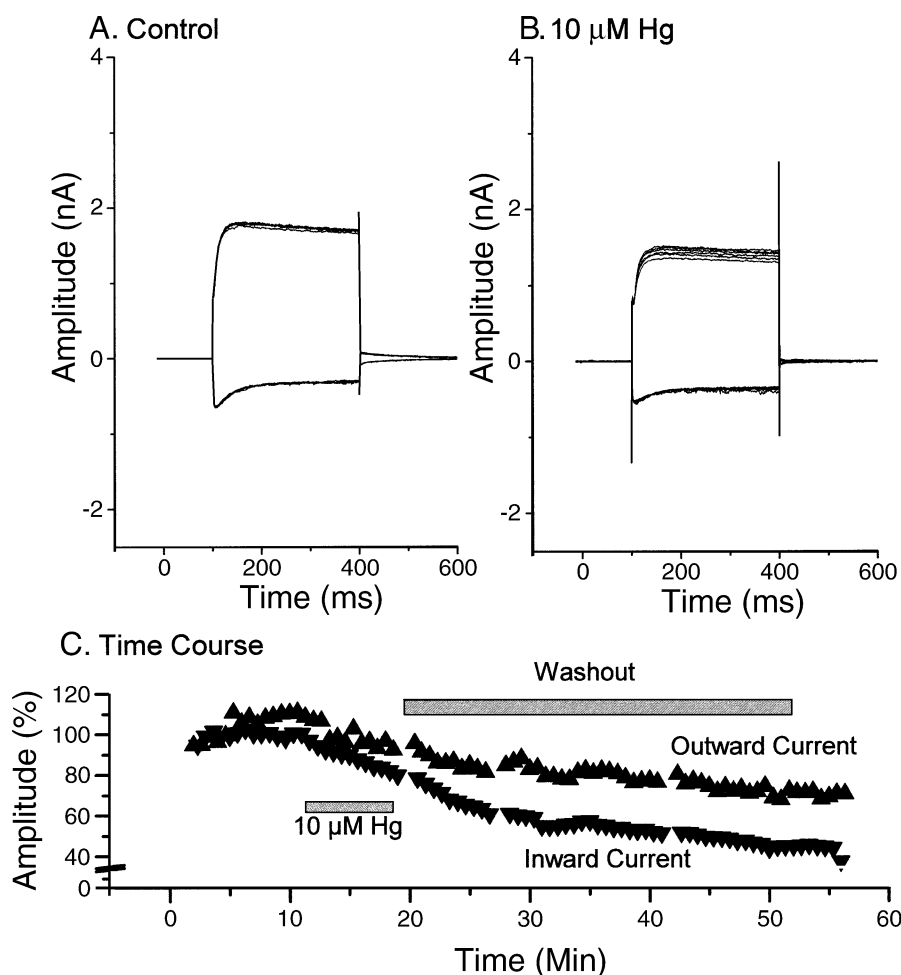 A. Control
4
2
0
-2
Amplitude (nA)
0 200 400 600
Time (ms)
B. 10 µM Hg
4
2
0
-2
Amplitude (nA)
0 200 400 600
Time (ms)
C. Time Course
120
100
80
60
40
0
Amplitude (%)
Washout
Outward Current
10 µM Hg
Inward Current
0 10 20 30 40 50 60
Time (Min)